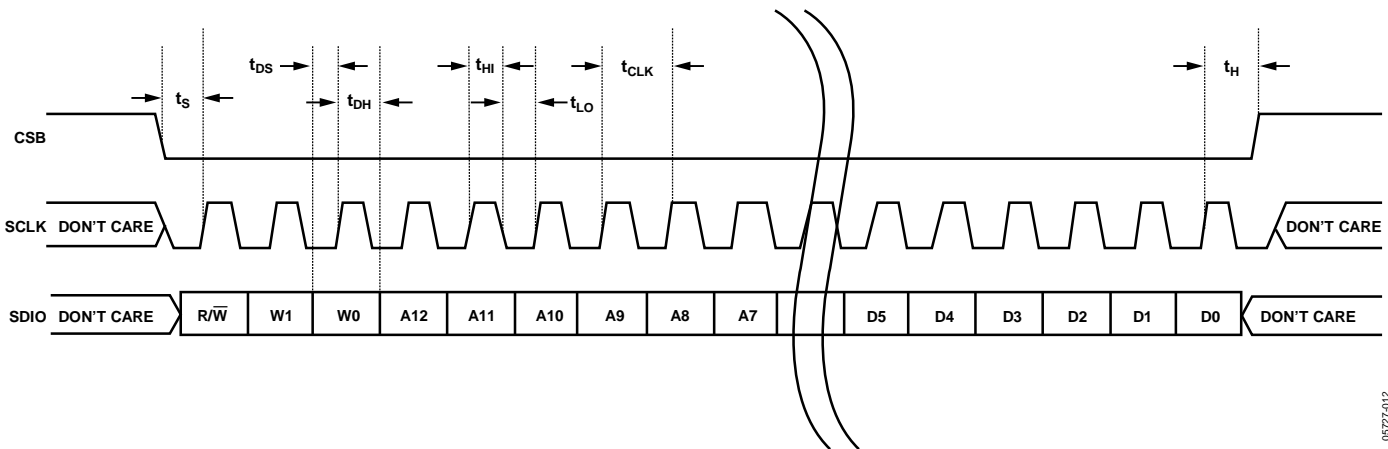 tDS tHI tCLK tH
tS tDH tLO
CSB
SCLK DON'T CARE DON'T CARE
SDIO DON'T CARE R/W̅ W1 W0 A12 A11 A10 A9 A8 A7 D5 D4 D3 D2 D1 D0 DON'T CARE
05727-012